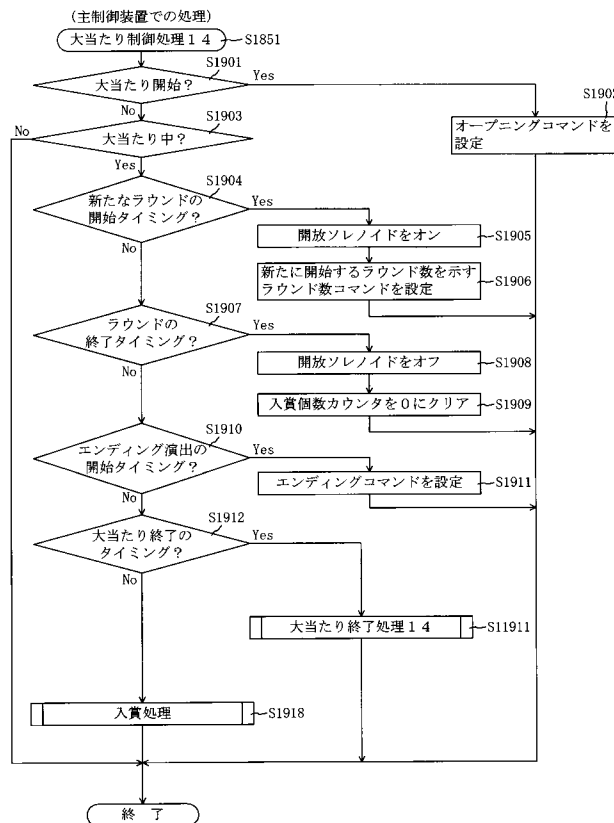 (主制御装置での処理)
大当たり制御処理１４
S1851
S1901
大当たり開始？
Yes
No
S1902
オープニングコマンドを
設定
S1903
大当たり中？
No
Yes
S1904
新たなラウンドの
開始タイミング？
Yes
No
開放ソレノイドをオン
S1905
新たに開始するラウンド数を示す
ラウンド数コマンドを設定
S1906
S1907
ラウンドの
終了タイミング？
Yes
No
開放ソレノイドをオフ
S1908
入賞個数カウンタを０にクリア
S1909
S1910
エンディング演出の
開始タイミング？
Yes
No
エンディングコマンドを設定
S1911
S1912
大当たり終了の
タイミング？
Yes
No
大当たり終了処理１４
S11911
入賞処理
S1918
終 了